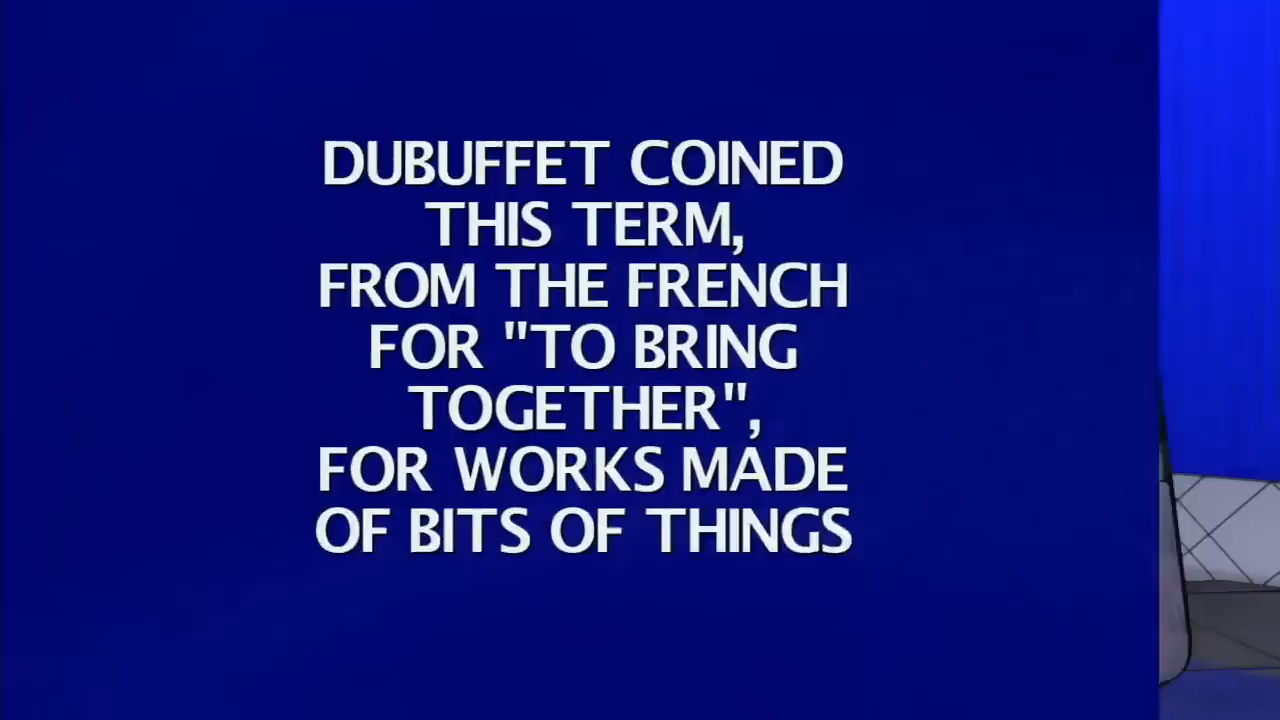 DUBUFFET COINED
THIS TERM,
FROM THE FRENCH
FOR "TO BRING
TOGETHER",
FOR WORKS MADE
OF BITS OF THINGS